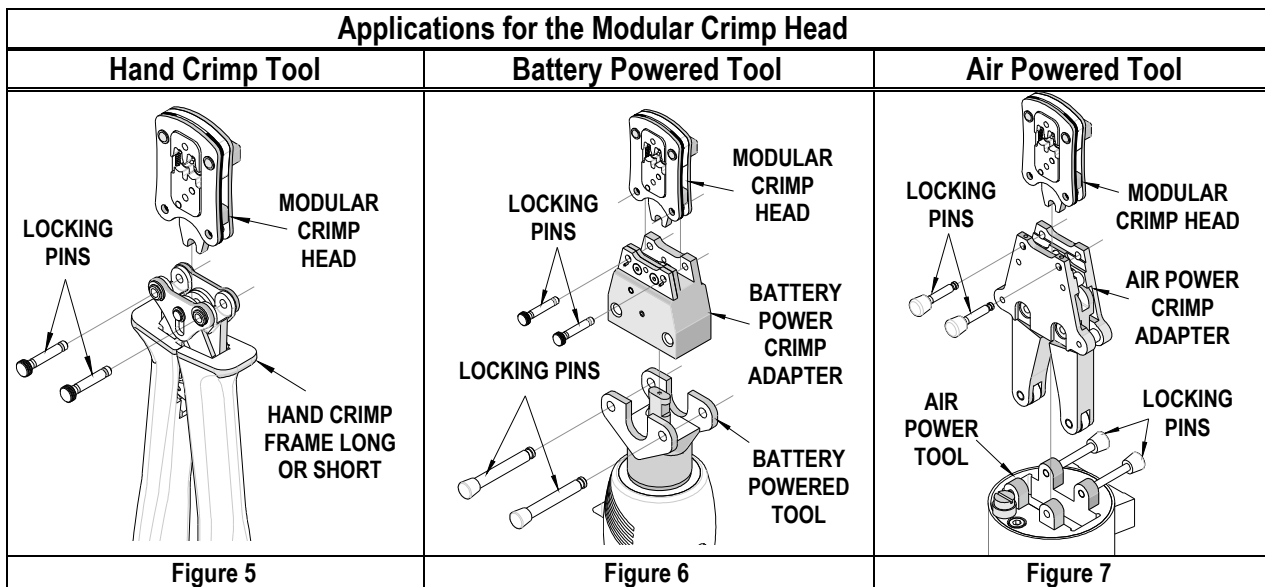 Applications for the Modular Crimp Head
Hand Crimp Tool
Battery Powered Tool
Air Powered Tool
MODULAR
CRIMP
HEAD
LOCKING
PINS
HAND CRIMP
FRAME LONG
OR SHORT
MODULAR
CRIMP
HEAD
LOCKING
PINS
BATTERY
POWER
CRIMP
ADAPTER
LOCKING PINS
BATTERY
POWERED
TOOL
LOCKING
PINS
MODULAR
CRIMP HEAD
AIR POWER
CRIMP
ADAPTER
AIR
POWER
TOOL
LOCKING
PINS
Figure 5
Figure 6
Figure 7